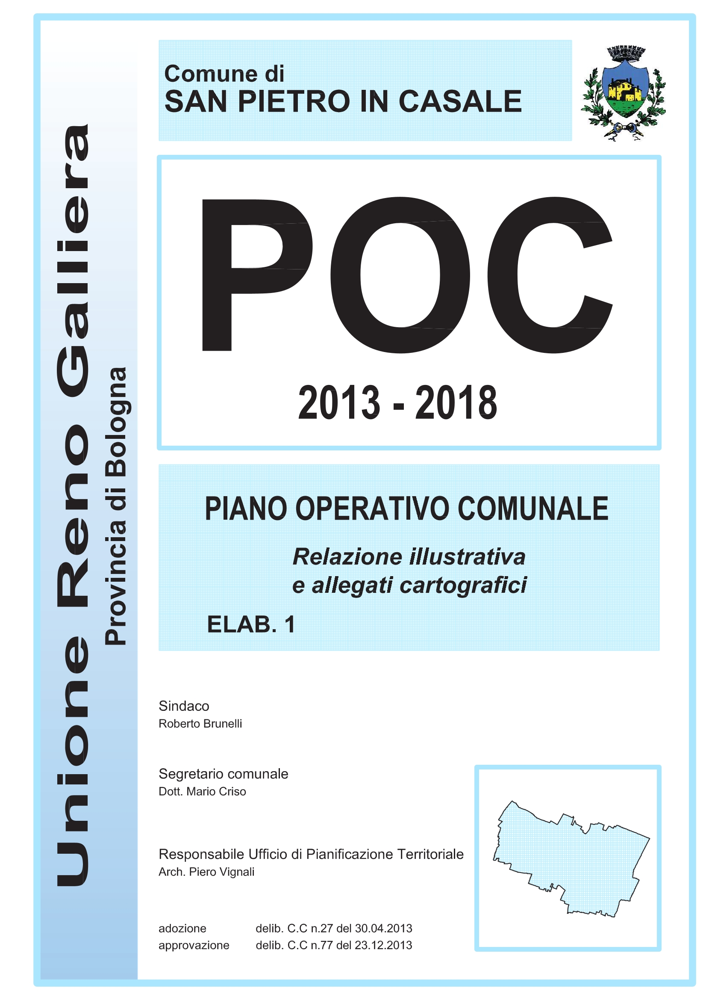 Unione Reno Galliera
Provincia di Bologna
Comune di
SAN PIETRO IN CASALE
POC
2013 - 2018
PIANO OPERATIVO COMUNALE
Relazione illustrativa
e allegati cartografici
ELAB. 1
Sindaco
Roberto Brunelli
Segretario comunale
Dott. Mario Criso
Responsabile Ufficio di Pianificazione Territoriale
Arch. Piero Vignali
adozione delib. C.C n.27 del 30.04.2013
approvazione delib. C.C n.77 del 23.12.2013